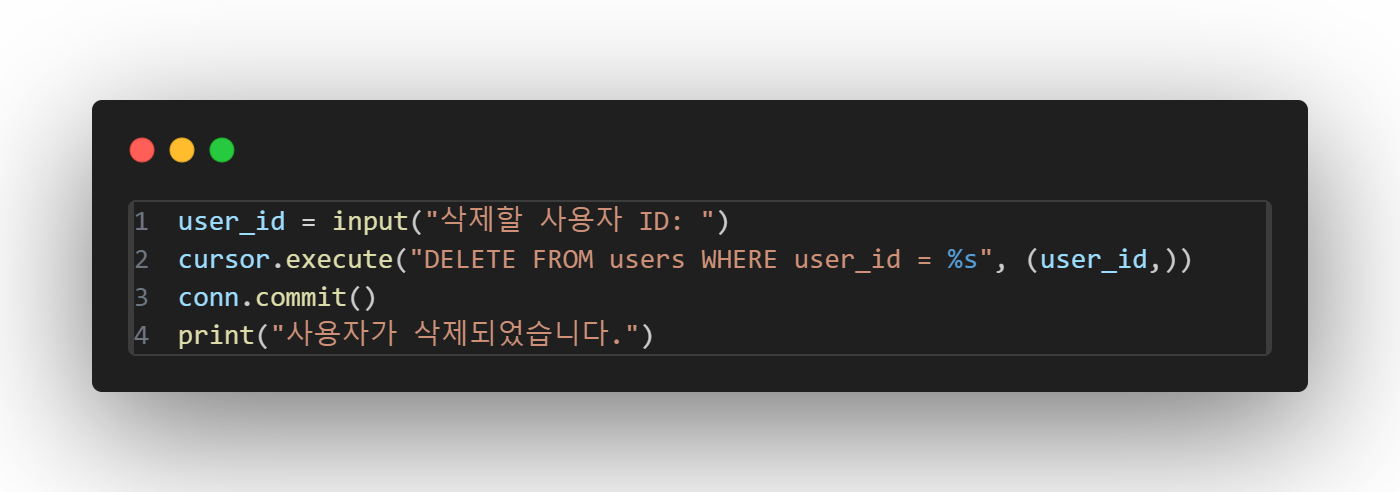 1 user_id = input("삭제할 사용자 ID: ")
2 cursor.execute("DELETE FROM users WHERE user_id = %s", (user_id,))
3 conn.commit()
4 print("사용자가 삭제되었습니다.")